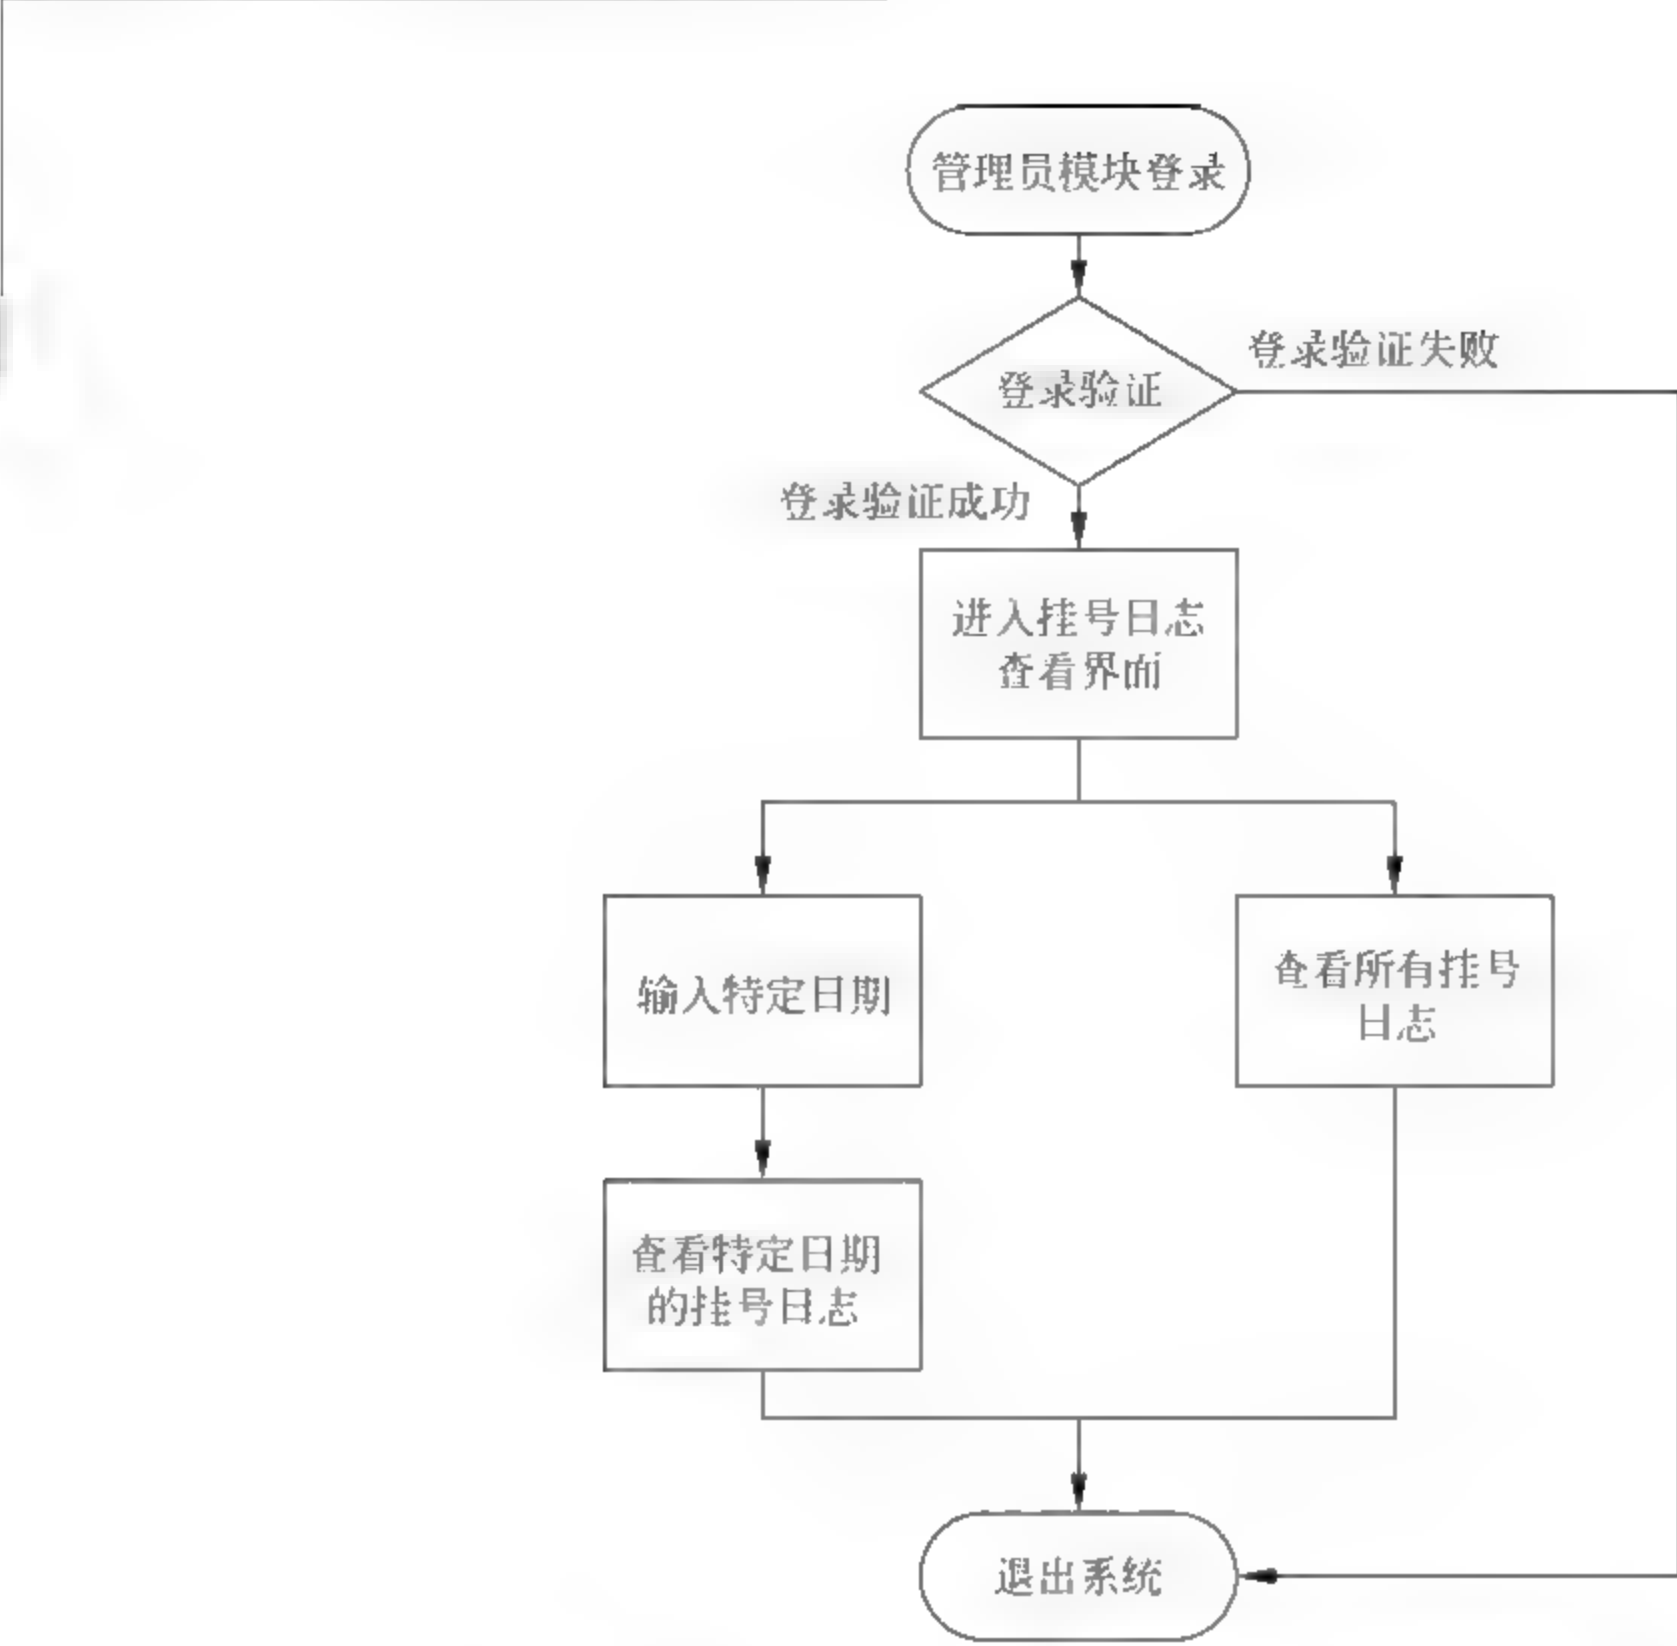 管理员模块登录
登录验证失败
登录验证
登录验证成功
进入挂号日志
查看界面
输入特定日期
查看所有挂号
日志
查看特定日期
的挂号日志
退出系统